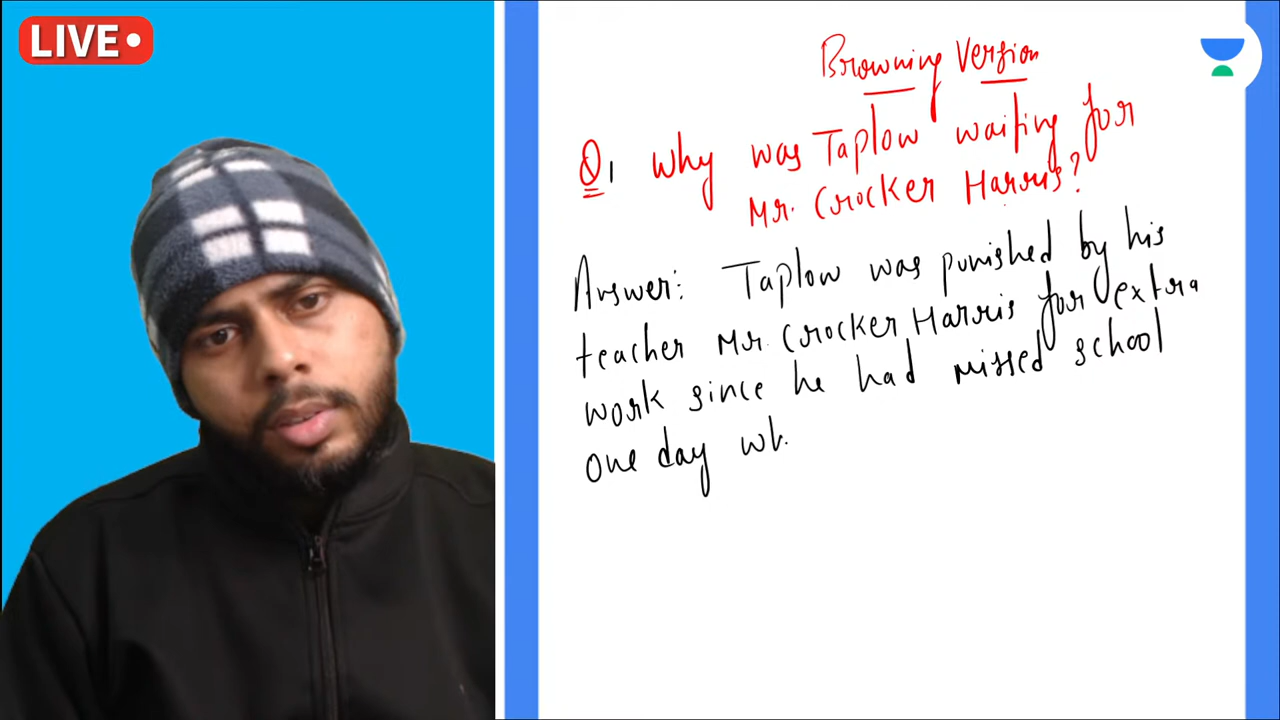 LIVE
Browning Version
Q1 Why was Taplow waiting for
Mr. Crocker Harris?
Answer: Taplow was punished by his
teacher Mr. Crocker Harris for extra
work since he had missed school
one day wh